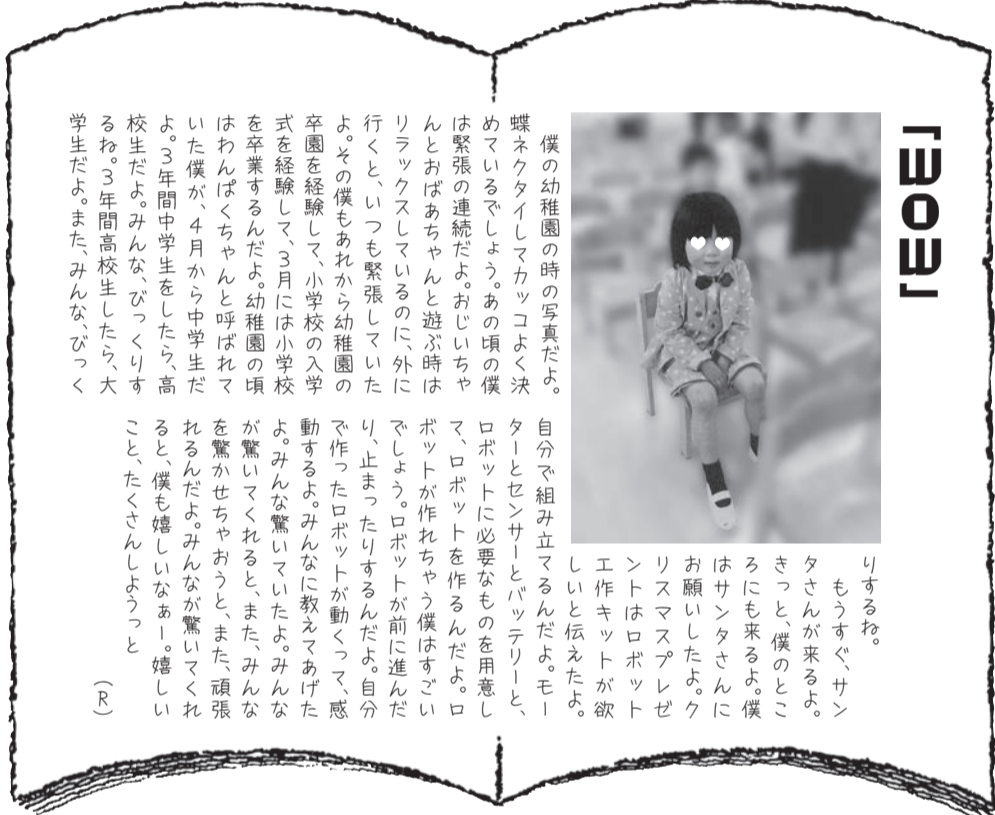 「303」
僕の幼稚園の時の写真だよ。
蝶ネクタイしてカッコよく決
めているでしょう。あの頃の僕
は緊張の連続だよ。おじいちゃ
んとおばあちゃんと遊ぶ時は
リラックスしているのに、外に
行くと、いつも緊張していた
よ。その僕もあれから幼稚園の
卒園を経験して、小学校の入学
式を経験して、3月には小学校
を卒業するんだよ。幼稚園の頃
はわんぱくちゃんと呼ばれて
いた僕が、4月から中学生だ
よ。3年間中学生をしたら、高
校生だよ。みんな、びっくりす
るね。3年間高校生したら、大
学生だよ。また、みんな、びっく
りするね。
もうすぐ、サン
タさんが来るよ。
きっと、僕のとこ
ろにも来るよ。僕
はサンタさんに
お願いしたよ。ク
リスマスプレゼ
ントはロボット
工作キットが欲
しいと伝えたよ。
自分で組み立てるんだよ。モー
ターとセンサーと、バッテリーと、
ロボットに必要なものを用意し
て、ロボットを作るんだよ。ロ
ボットが作れちゃう僕はすごい
でしょう。ロボットが前に進んだ
り、止まったりするんだよ。自分
で作ったロボットが動くって、感
動するよ。みんなに教えてあげた
よ。みんな驚いていたよ。みんな
が驚いてくれると、また、みんな
を驚かせちゃおうと、また、頑張
れるんだよ。みんなが驚いてくれ
ると、僕も嬉しいなぁー。嬉しい
こと、たくさんしようっと
(R)